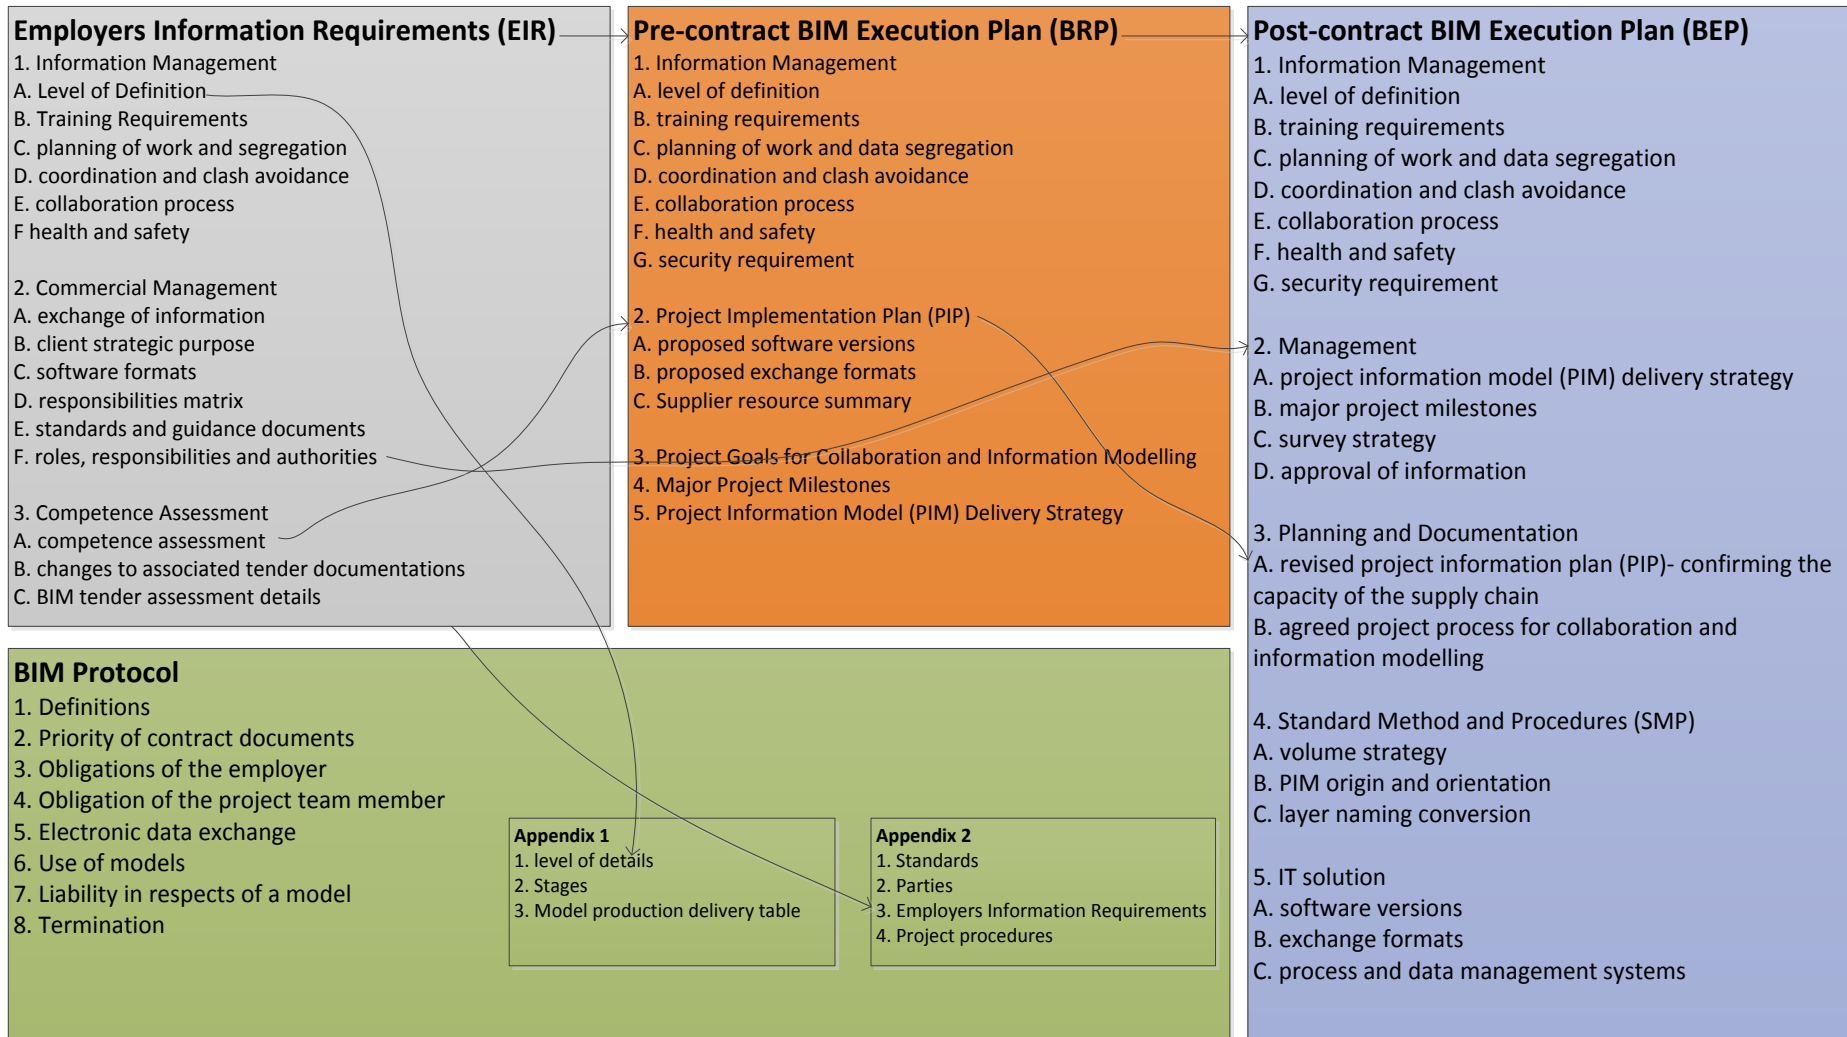 Employers Information Requirements (EIR)
1. Information Management
A. Level of Definition
B. Training Requirements
C. planning of work and segregation
D. coordination and clash avoidance
E. collaboration process
F health and safety
2. Commercial Management
A. exchange of information
B. client strategic purpose
C. software formats
D. responsibilities matrix
E. standards and guidance documents
F. roles, responsibilities and authorities
3. Competence Assessment
A. competence assessment
B. changes to associated tender documentations
C. BIM tender assessment details
Pre-contract BIM Execution Plan (BRP)
1. Information Management
A. level of definition
B. training requirements
C. planning of work and data segregation
D. coordination and clash avoidance
E. collaboration process
F. health and safety
G. security requirement
2. Project Implementation Plan (PIP)
A. proposed software versions
B. proposed exchange formats
C. Supplier resource summary
3. Project Goals for Collaboration and Information Modelling
4. Major Project Milestones
5. Project Information Model (PIM) Delivery Strategy
Post-contract BIM Execution Plan (BEP)
1. Information Management
A. level of definition
B. training requirements
C. planning of work and data segregation
D. coordination and clash avoidance
E. collaboration process
F. health and safety
G. security requirement
2. Management
A. project information model (PIM) delivery strategy
B. major project milestones
C. survey strategy
D. approval of information
3. Planning and Documentation
A. revised project information plan (PIP)- confirming the
capacity of the supply chain
B. agreed project process for collaboration and
information modelling
4. Standard Method and Procedures (SMP)
A. volume strategy
B. PIM origin and orientation
C. layer naming conversion
5. IT solution
A. software versions
B. exchange formats
C. process and data management systems
BIM Protocol
1. Definitions
2. Priority of contract documents
3. Obligations of the employer
4. Obligation of the project team member
5. Electronic data exchange
6. Use of models
7. Liability in respects of a model
8. Termination
Appendix 1
1. level of details
2. Stages
3. Model production delivery table
Appendix 2
1. Standards
2. Parties
3. Employers Information Requirements
4. Project procedures